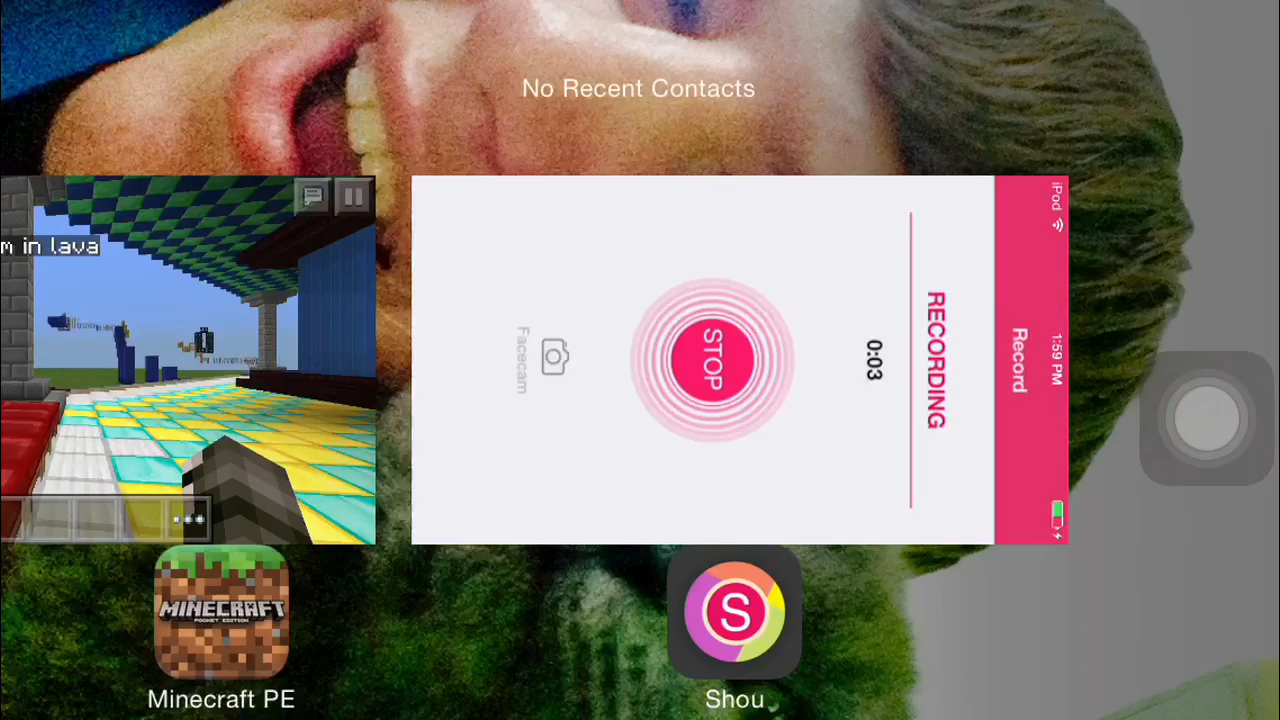 No Recent Contacts
m in lava
iPod
1:59 PM
Record
RECORDING
0:03
STOP
Facecam
MINECRAFT
POCKET EDITION
S
Minecraft PE
Shou